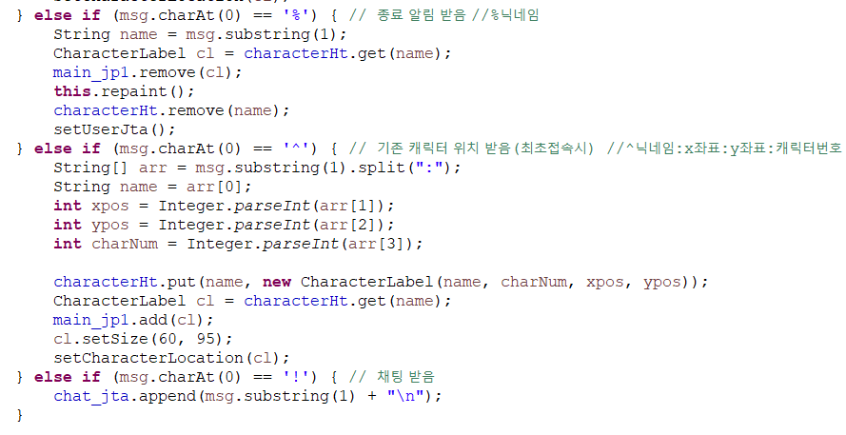 } else if (msg.charAt(0) == '%') { // 종료 알림 받음 //%닉네임
String name = msg.substring(1);
CharacterLabel cl = characterHt.get(name);
main_jp1.remove(cl);
this.repaint();
characterHt.remove(name);
setUserJta();
} else if (msg.charAt(0) == '^') { // 기존 캐릭터 위치 받음(최초접속시) //^닉네임:x좌표:y좌표:캐릭터번호
String[] arr = msg.substring(1).split(":");
String name = arr[0];
int xpos = Integer.parseInt(arr[1]);
int ypos = Integer.parseInt(arr[2]);
int charNum = Integer.parseInt(arr[3]);
characterHt.put(name, new CharacterLabel(name, charNum, xpos, ypos));
CharacterLabel cl = characterHt.get(name);
main_jp1.add(cl);
cl.setSize(60, 95);
setCharacterLocation(cl);
} else if (msg.charAt(0) == '!') { // 채팅 받음
chat_jta.append(msg.substring(1) + "\n");
}